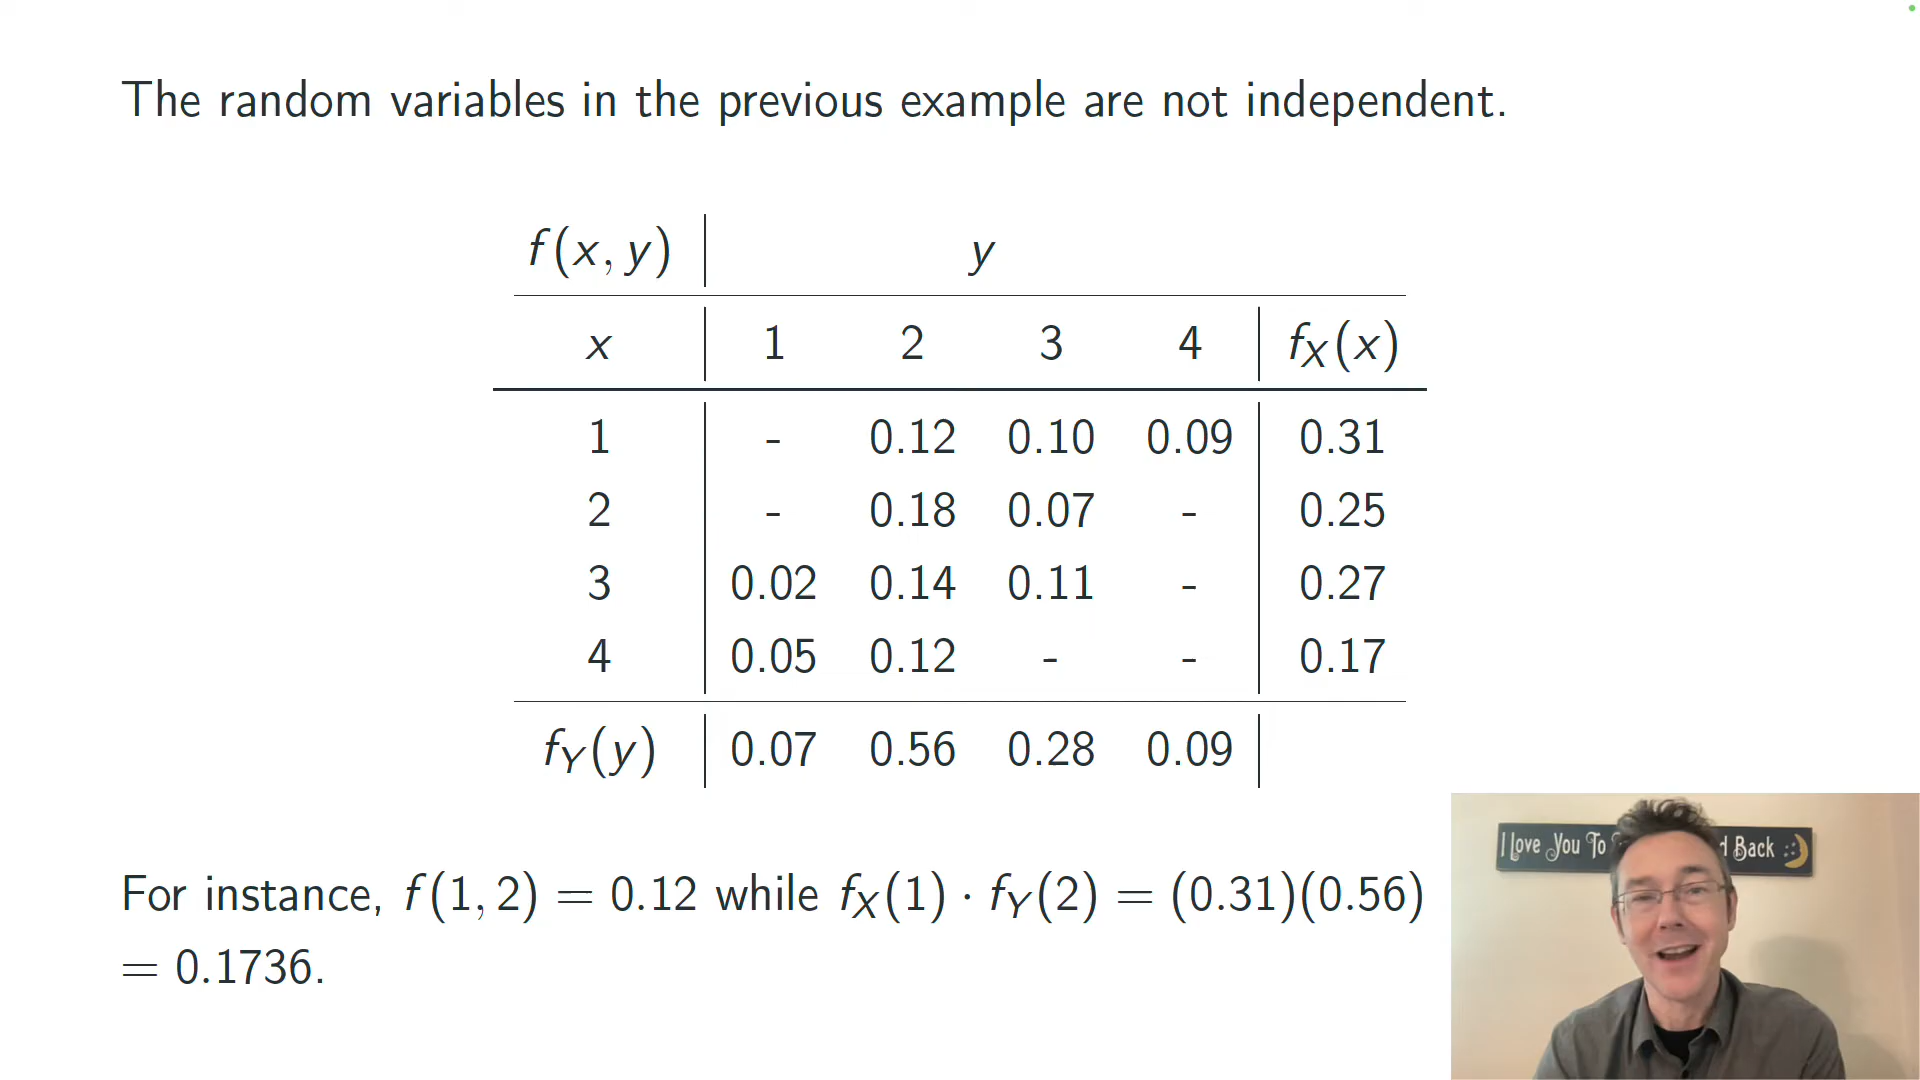 The random variables in the previous example are not independent.
f(x, y) y
x 1 2 3 4 f_X(x)
1 - 0.12 0.10 0.09 0.31
2 - 0.18 0.07 - 0.25
3 0.02 0.14 0.11 - 0.27
4 0.05 0.12 - - 0.17
f_Y(y) 0.07 0.56 0.28 0.09
For instance, f(1, 2) = 0.12 while f_X(1) · f_Y(2) = (0.31)(0.56)
= 0.1736.
I Love You To d Back